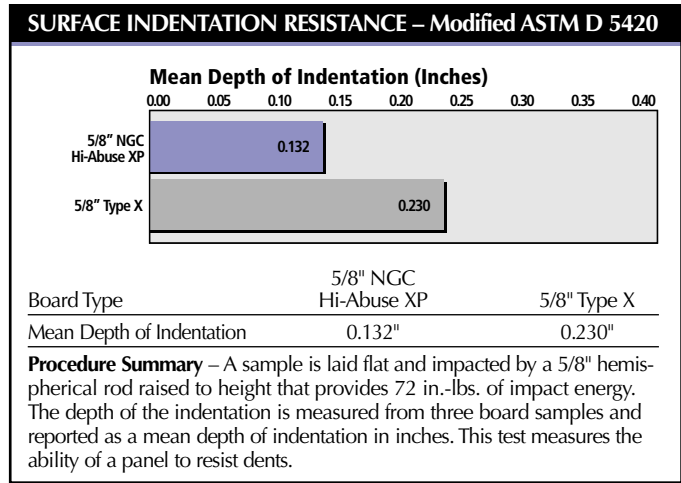 SURFACE INDENTATION RESISTANCE – Modified ASTM D 5420
Mean Depth of Indentation (Inches)
0.00 0.05 0.10 0.15 0.20 0.25 0.30 0.35 0.40
5/8” NGC
Hi-Abuse XP
0.132
5/8” Type X
0.230
5/8" NGC
Board Type Hi-Abuse XP 5/8" Type X
Mean Depth of Indentation 0.132" 0.230"
Procedure Summary – A sample is laid flat and impacted by a 5/8" hemis-
pherical rod raised to height that provides 72 in.-lbs. of impact energy.
The depth of the indentation is measured from three board samples and
reported as a mean depth of indentation in inches. This test measures the
ability of a panel to resist dents.